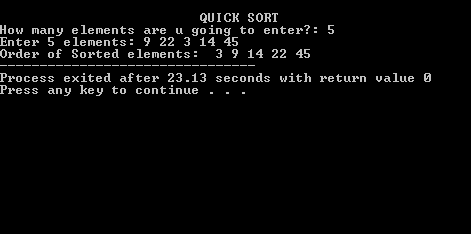 QUICK SORT
How many elements are u going to enter?: 5
Enter 5 elements: 9 22 3 14 45
Order of Sorted elements:  3 9 14 22 45
--------------------------------
Process exited after 23.13 seconds with return value 0
Press any key to continue . . .